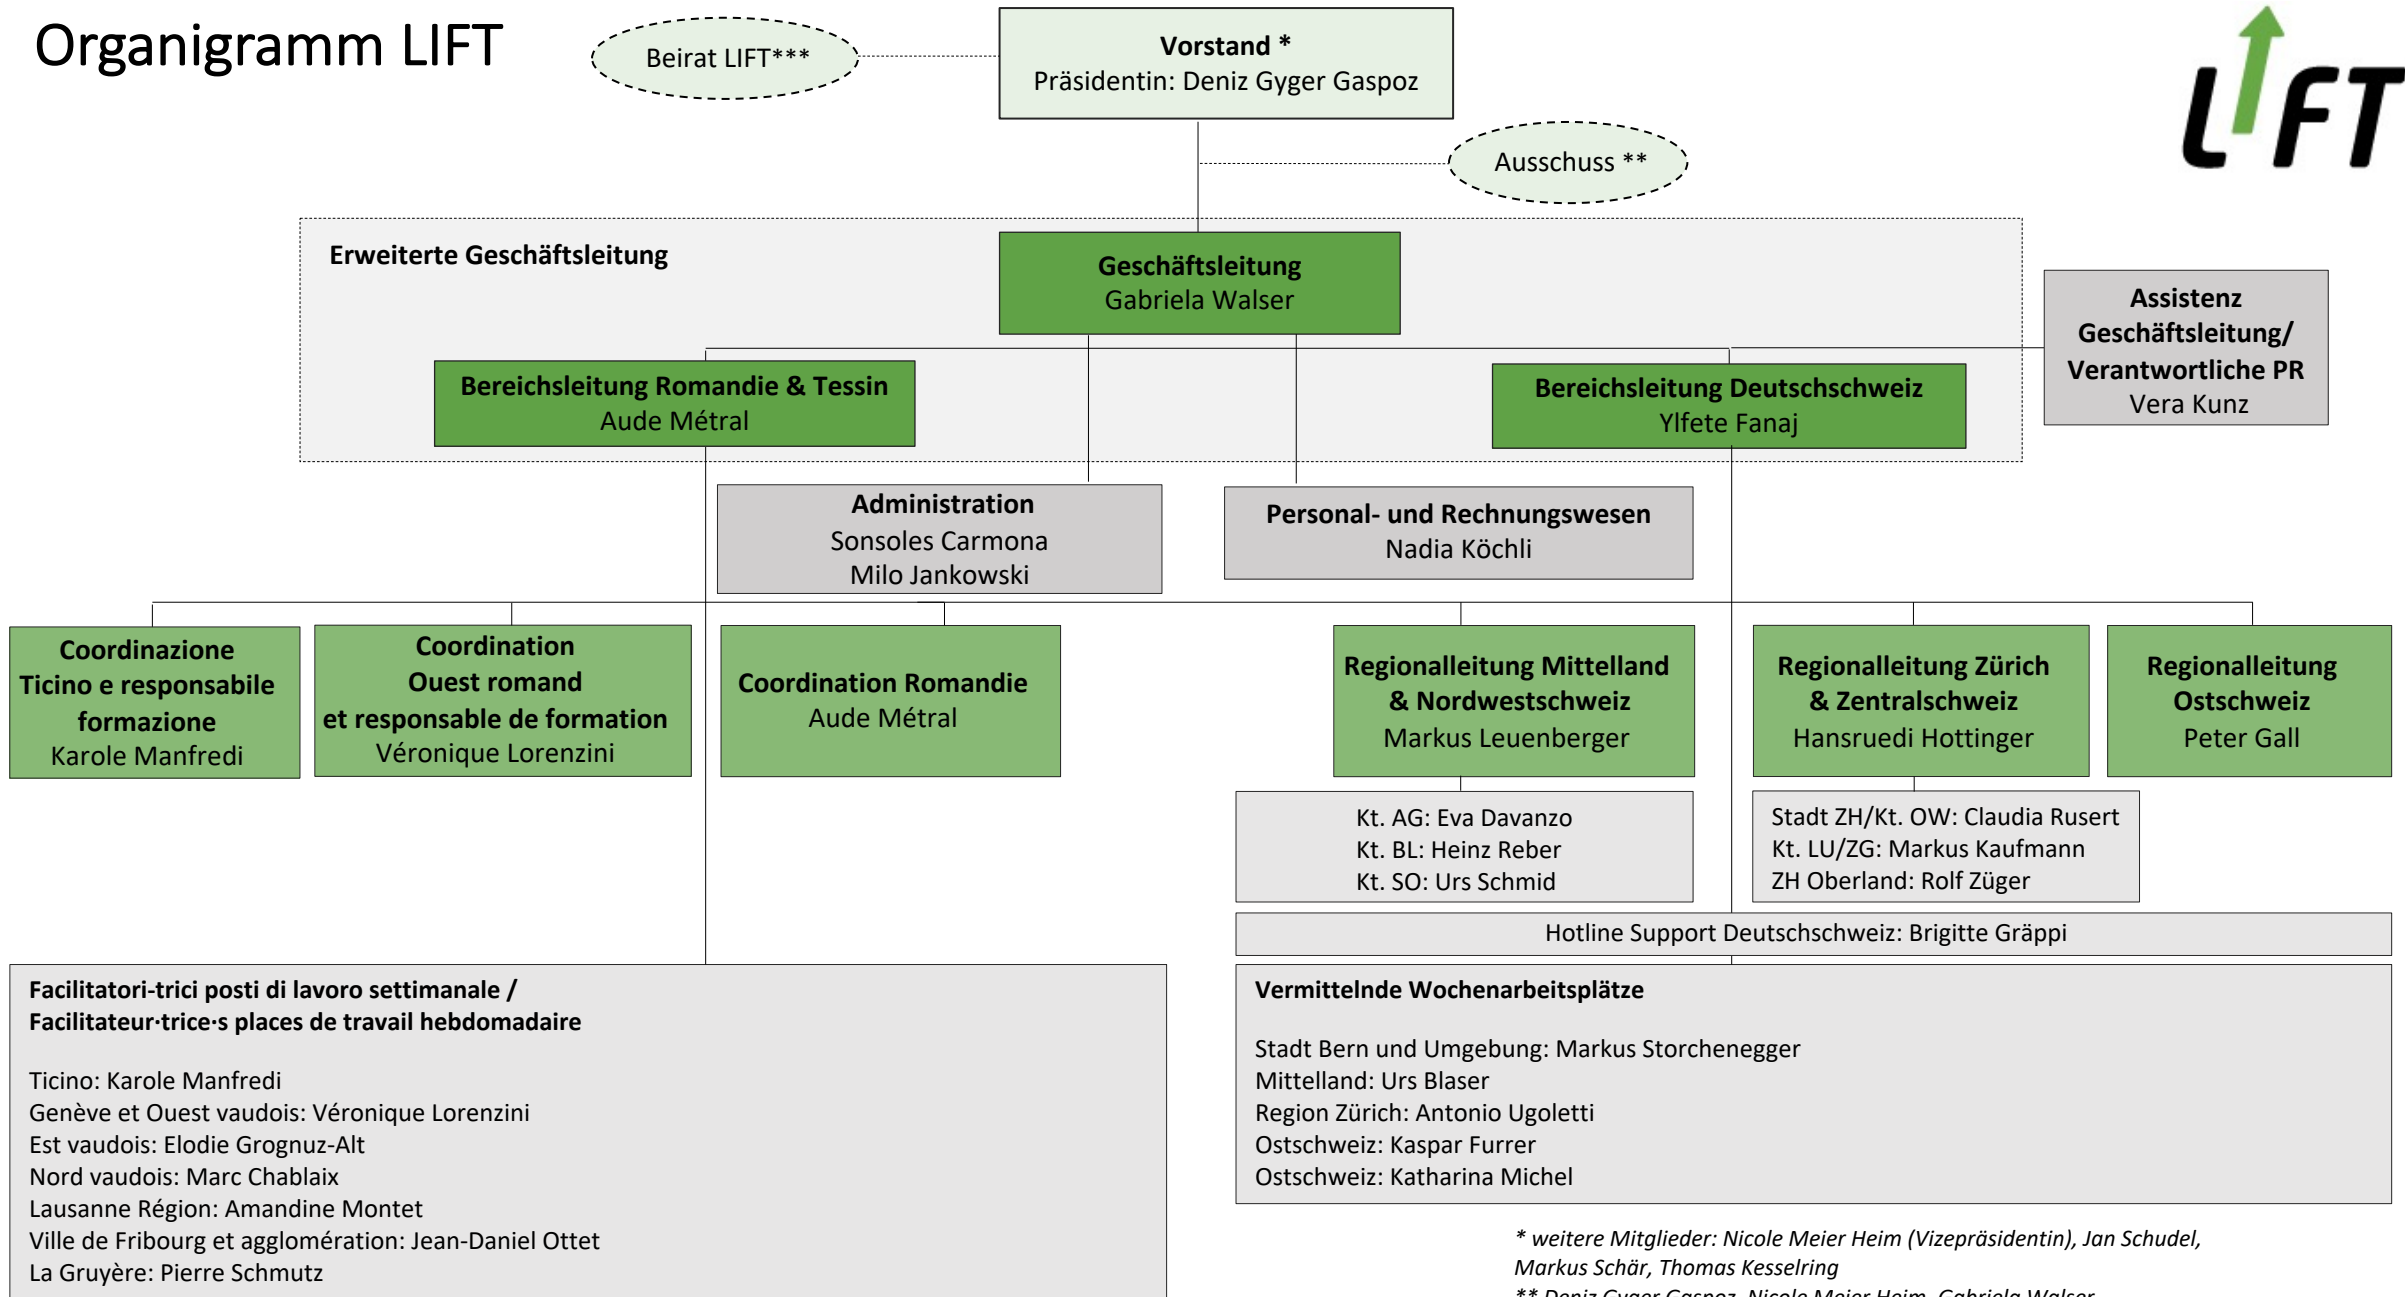 Organigramm LIFT
Beirat LIFT***
Vorstand *
Präsidentin: Deniz Gyger Gaspoz
LIFT
Ausschuss **
Erweiterte Geschäftsleitung
Geschäftsleitung
Gabriela Walser
Assistenz
Geschäftsleitung/
Verantwortliche PR
Vera Kunz
Bereichsleitung Romandie & Tessin
Aude Métral
Bereichsleitung Deutschschweiz
Ylfete Fanaj
Administration
Sonsoles Carmona
Milo Jankowski
Personal- und Rechnungswesen
Nadia Köchli
Coordinazione
Ticino e responsabile
formazione
Karole Manfredi
Coordination
Ouest romand
et responsable de formation
Véronique Lorenzini
Coordination Romandie
Aude Métral
Regionalleitung Mittelland
& Nordwestschweiz
Markus Leuenberger
Regionalleitung Zürich
& Zentralschweiz
Hansruedi Hottinger
Regionalleitung
Ostschweiz
Peter Gall
Kt. AG: Eva Davanzo
Kt. BL: Heinz Reber
Kt. SO: Urs Schmid
Stadt ZH/Kt. OW: Claudia Rusert
Kt. LU/ZG: Markus Kaufmann
ZH Oberland: Rolf Züger
Hotline Support Deutschschweiz: Brigitte Gräppi
Facilitatori-trici posti di lavoro settimanale /
Facilitateur·trice·s places de travail hebdomadaire
Ticino: Karole Manfredi
Genève et Ouest vaudois: Véronique Lorenzini
Est vaudois: Elodie Grognuz-Alt
Nord vaudois: Marc Chablaix
Lausanne Région: Amandine Montet
Ville de Fribourg et agglomération: Jean-Daniel Ottet
La Gruyère: Pierre Schmutz
Vermittelnde Wochenarbeitsplätze
Stadt Bern und Umgebung: Markus Storchenegger
Mittelland: Urs Blaser
Region Zürich: Antonio Ugoletti
Ostschweiz: Kaspar Furrer
Ostschweiz: Katharina Michel
* weitere Mitglieder: Nicole Meier Heim (Vizepräsidentin), Jan Schudel,
Markus Schär, Thomas Kesselring
** Deniz Gyger Gaspoz, Nicole Meier Heim, Gabriela Walser